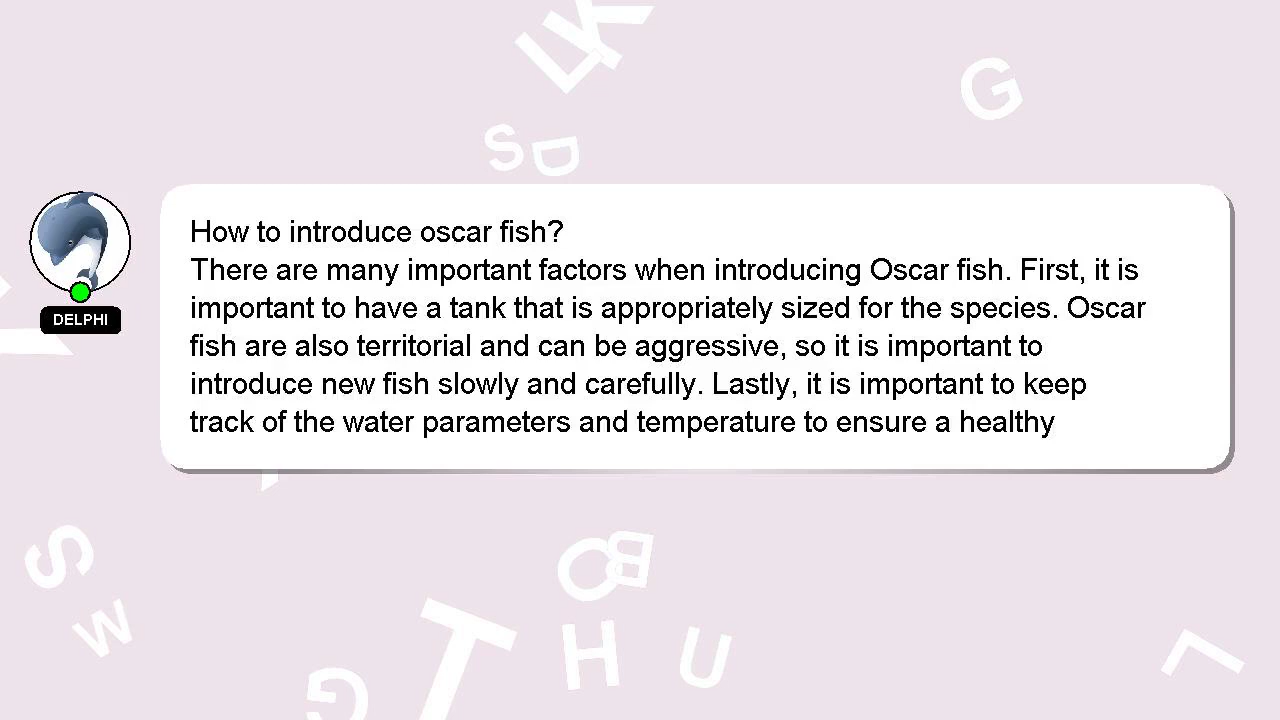 How to introduce oscar fish?
There are many important factors when introducing Oscar fish. First, it is
important to have a tank that is appropriately sized for the species. Oscar
fish are also territorial and can be aggressive, so it is important to
introduce new fish slowly and carefully. Lastly, it is important to keep
track of the water parameters and temperature to ensure a healthy
DELPHI
L
K
G
S
D
S
W
C
B
T
H
U
G
L